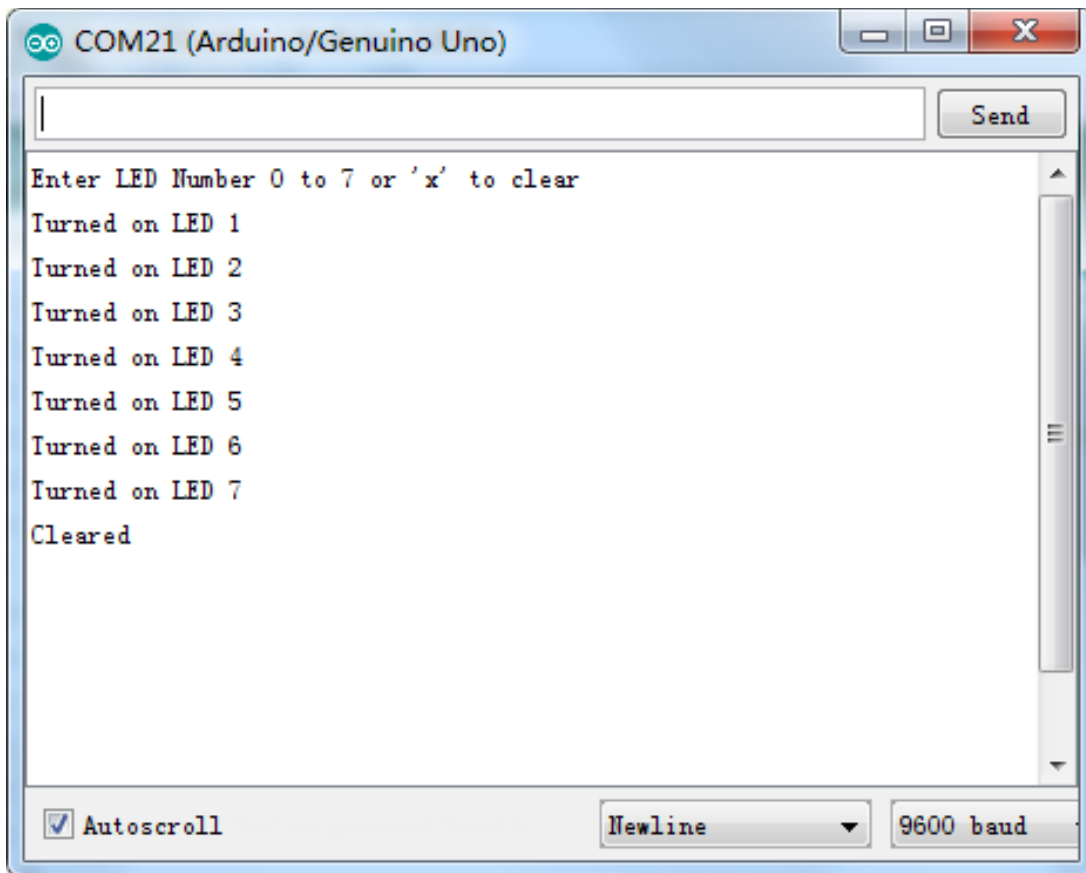 COM21 (Arduino/Genuino Uno)
Send
Enter LED Number 0 to 7 or 'x' to clear
Turned on LED 1
Turned on LED 2
Turned on LED 3
Turned on LED 4
Turned on LED 5
Turned on LED 6
Turned on LED 7
Cleared
Autoscroll Newline 9600 baud